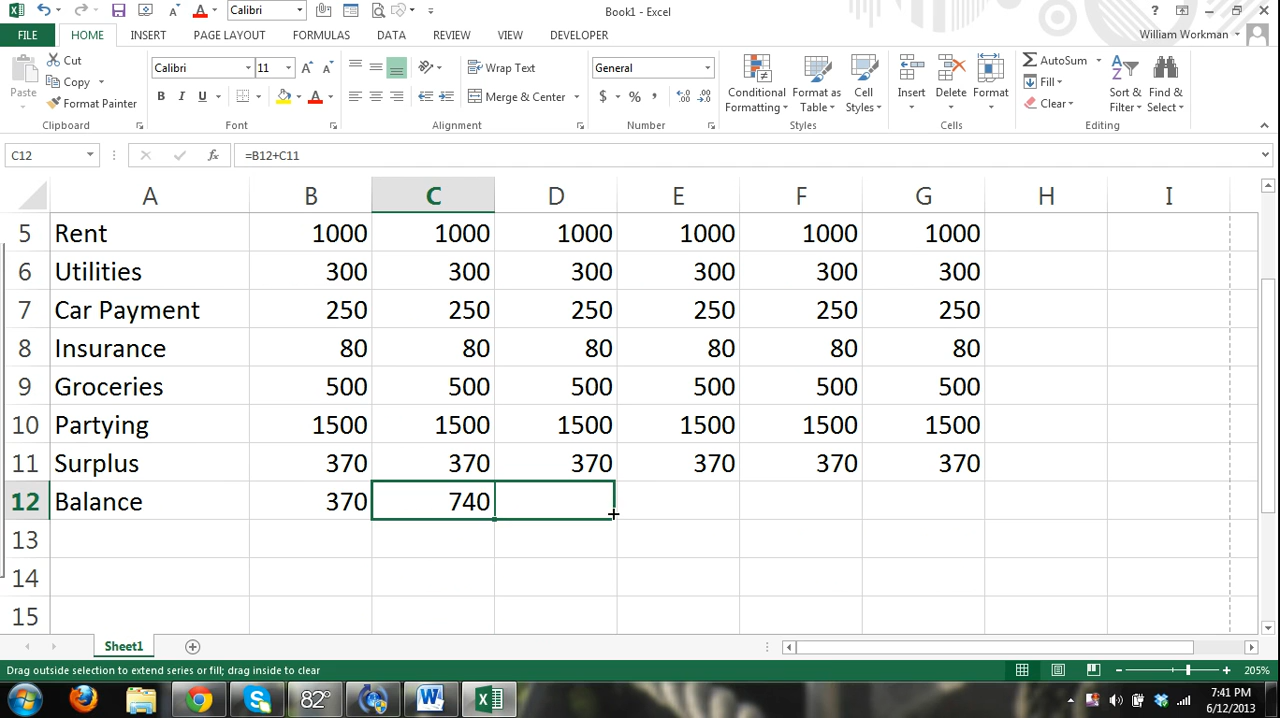 Calibri
Book1 - Excel
?
FILE
HOME
INSERT
PAGE LAYOUT
FORMULAS
DATA
REVIEW
VIEW
DEVELOPER
William Workman
Paste
Cut
Copy
Format Painter
Clipboard
Calibri
11
B I U
Font
Wrap Text
Merge & Center
Alignment
General
$ % ,
Number
Conditional
Formatting
Format as
Table
Cell
Styles
Styles
Insert
Delete
Format
Cells
AutoSum
Fill
Clear
Sort &
Filter
Find &
Select
Editing
C12
fx
=B12+C11
A B C D E F G H I
5 Rent 1000 1000 1000 1000 1000 1000
6 Utilities 300 300 300 300 300 300
7 Car Payment 250 250 250 250 250 250
8 Insurance 80 80 80 80 80 80
9 Groceries 500 500 500 500 500 500
10 Partying 1500 1500 1500 1500 1500 1500
11 Surplus 370 370 370 370 370 370
12 Balance 370 740
13
14
15
Sheet1
Drag outside selection to extend series or fill; drag inside to clear
205%
82°
7:41 PM
6/12/2013